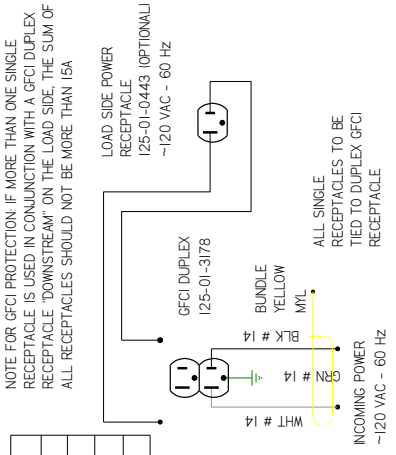 NOTE FOR GFCI PROTECTION: IF MORE THAN ONE SINGLE
RECEPTACLE IS USED IN CONJUNCTION WITH A GFCI DUPLEX
RECEPTACLE "DOWNSTREAM" ON THE LOAD SIDE, THE SUM OF
ALL RECEPTACLES SHOULD NOT BE MORE THAN 15A
LOAD SIDE POWER
RECEPTACLE
125-01-0443 (OPTIONAL)
~120 VAC - 60 Hz
GFCI DUPLEX
125-01-3178
BUNDLE
YELLOW
MYL
WHT # 14
GRN # 14
BLK # 14
ALL SINGLE
RECEPTACLES TO BE
TIED TO DUPLEX GFCI
RECEPTACLE
INCOMING POWER
~120 VAC - 60 Hz